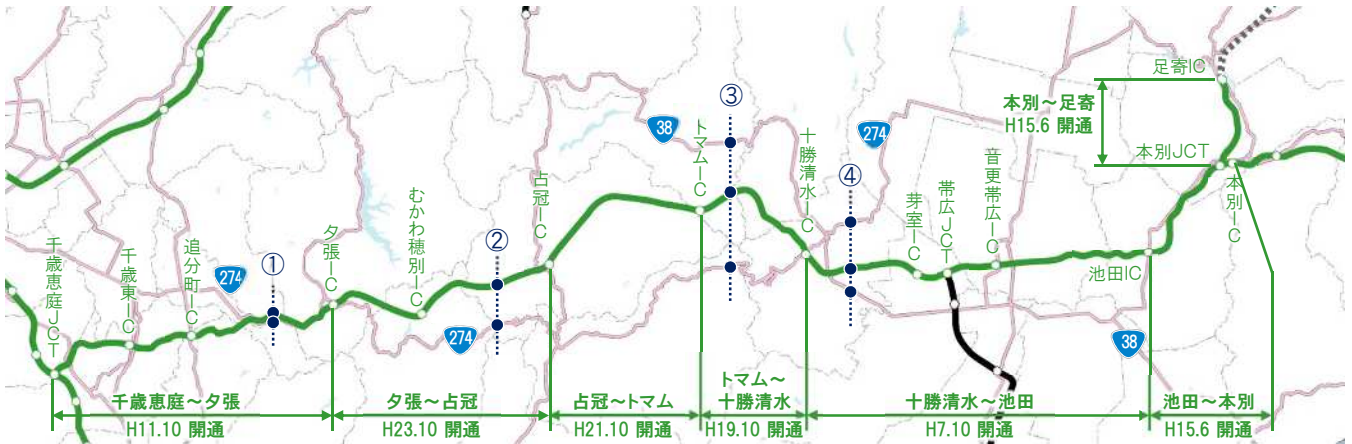 足寄IC
本別~足寄
H15.6 開通
本別JCT
本別IC
③
38
トマムIC
274
十勝清水IC
④
音更帯広IC
芽室IC
帯広JCT
池田IC
占冠IC
②
むかわ穂別IC
夕張IC
274
①
274
追分町IC
千歳東IC
千歳恵庭JCT
38
千歳恵庭~夕張
H11.10 開通
夕張~占冠
H23.10 開通
占冠~トマム
H21.10 開通
トマム~
十勝清水
H19.10 開通
十勝清水~池田
H7.10 開通
池田~本別
H15.6 開通